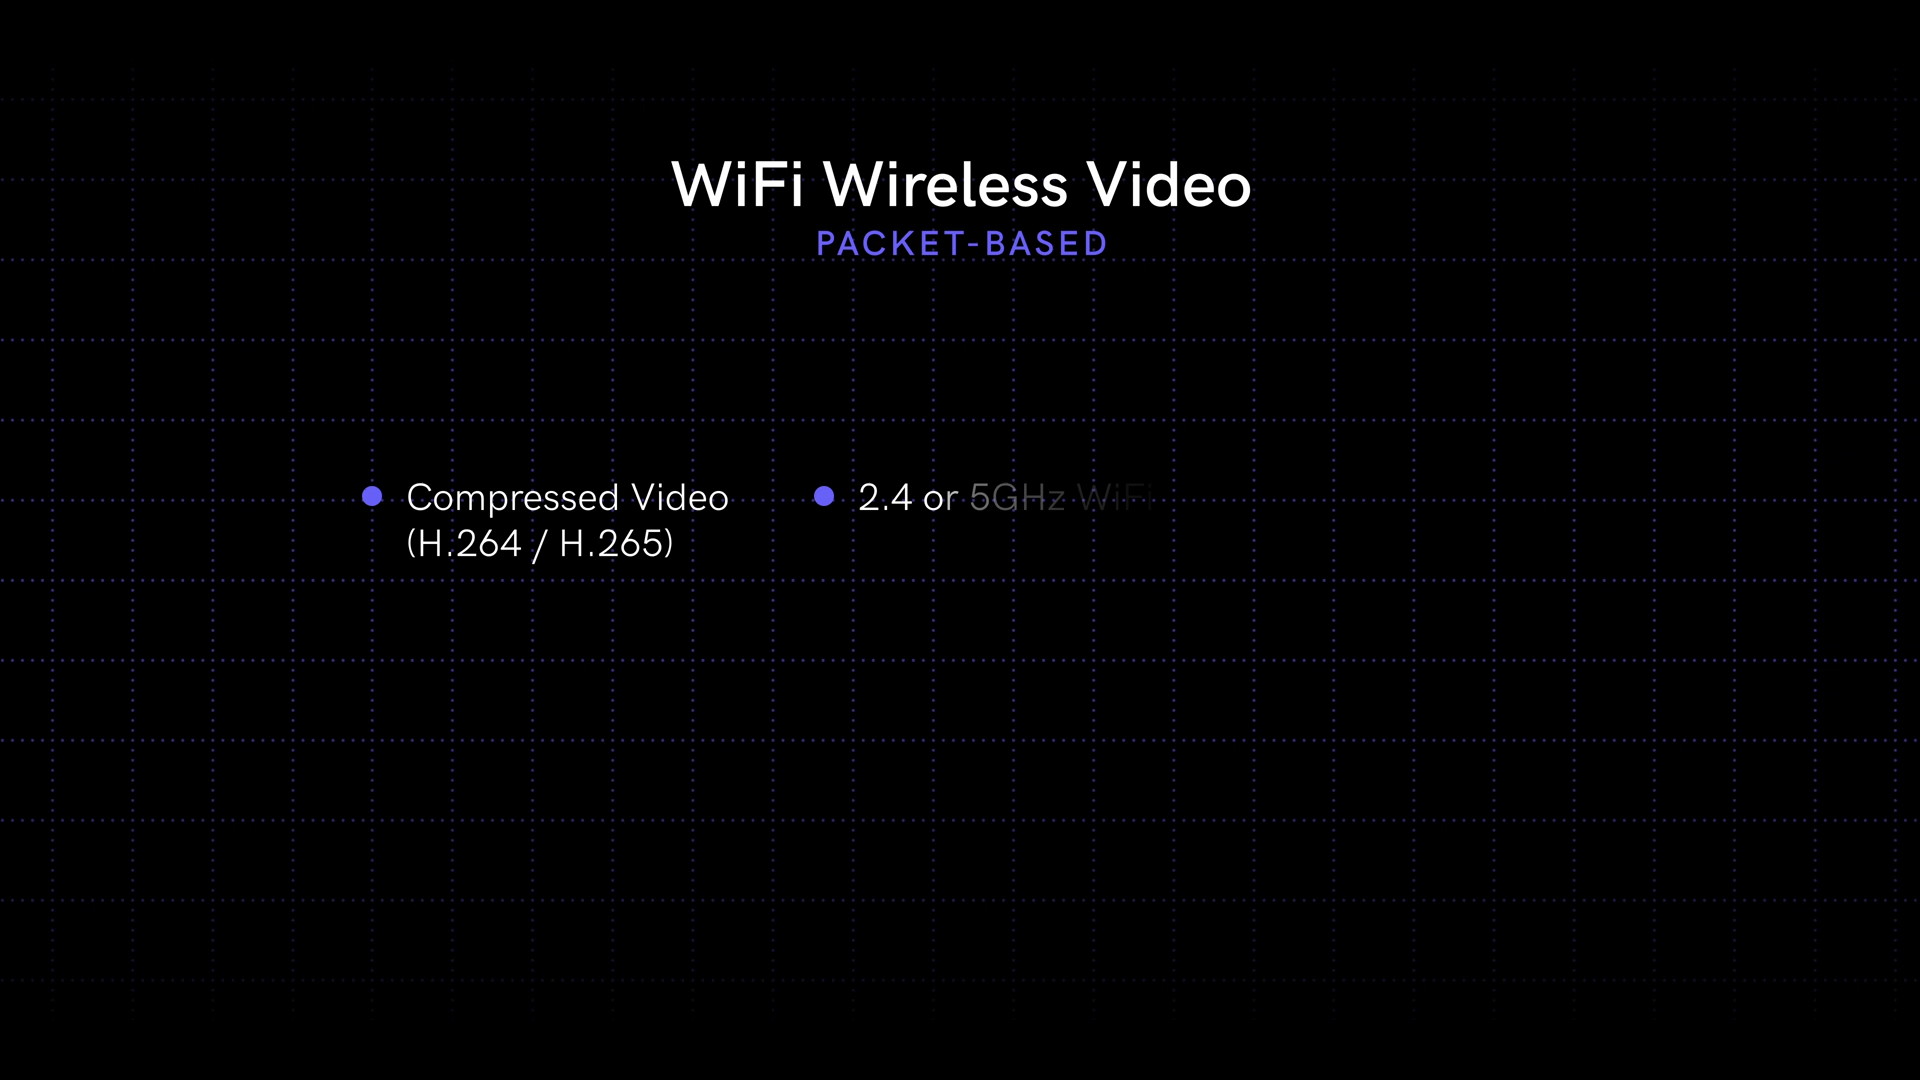 WiFi Wireless Video
PACKET-BASED
Compressed Video
(H.264 / H.265)
2.4 or 5GHz WiFi